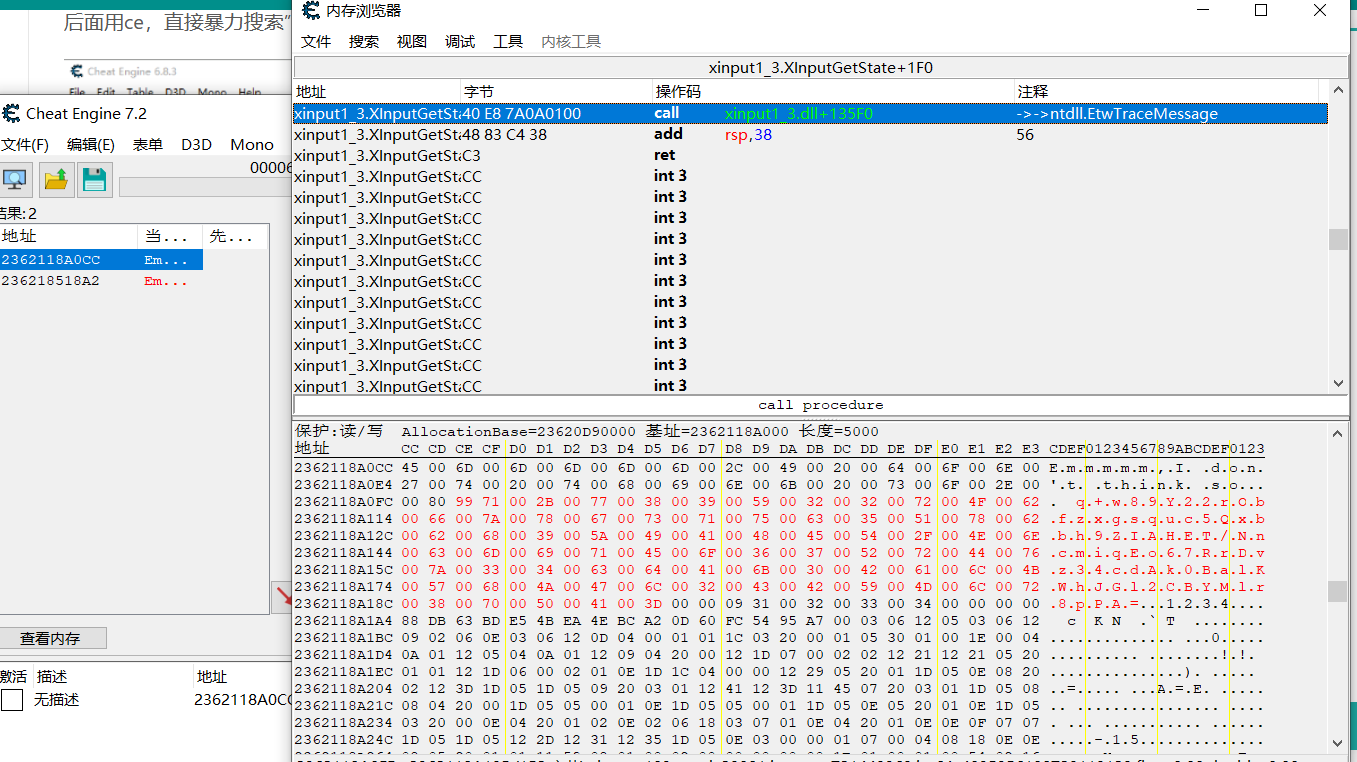 后面用ce，直接暴力搜索"
Cheat Engine 6.8.3
File Edit Table D3D Mono Help
Cheat Engine 7.2
文件(F) 编辑(E) 表单 D3D Mono
00006
结果:2
地址 当... 先...
2362118A0CC Em...
236218518A2 Em...
查看内存
激活 描述 地址
无描述 2362118A0CC
内存浏览器
文件 搜索 视图 调试 工具 内核工具
xinput1_3.XInputGetState+1F0
地址 字节 操作码 注释
xinput1_3.XInputGetSta 40 E8 7A0A0100 call xinput1_3.dll+135F0 ->->ntdll.EtwTraceMessage
xinput1_3.XInputGetSta 48 83 C4 38 add rsp,38 56
xinput1_3.XInputGetSta C3 ret
xinput1_3.XInputGetSta CC int 3
xinput1_3.XInputGetSta CC int 3
xinput1_3.XInputGetSta CC int 3
xinput1_3.XInputGetSta CC int 3
xinput1_3.XInputGetSta CC int 3
xinput1_3.XInputGetSta CC int 3
xinput1_3.XInputGetSta CC int 3
xinput1_3.XInputGetSta CC int 3
xinput1_3.XInputGetSta CC int 3
xinput1_3.XInputGetSta CC int 3
xinput1_3.XInputGetSta CC int 3
call procedure
保护:读/写 AllocationBase=23620D90000 基址=2362118A000 长度=5000
地址 CC CD CE CF D0 D1 D2 D3 D4 D5 D6 D7 D8 D9 DA DB DC DD DE DF E0 E1 E2 E3 CDEF0123456789ABCDEF0123
2362118A0CC 45 00 6D 00 6D 00 6D 00 6D 00 6D 00 2C 00 49 00 20 00 64 00 6F 00 6E 00 E.m.m.m.m.m.,.I. .d.o.n.
2362118A0E4 27 00 74 00 20 00 74 00 68 00 69 00 6E 00 6B 00 20 00 73 00 6F 00 2E 00 '.t. .t.h.i.n.k. .s.o...
2362118A0FC 00 80 99 71 00 2B 00 77 00 38 00 39 00 59 00 32 00 32 00 72 00 4F 00 62 . q.+.w.8.9.Y.2.2.r.O.b
2362118A114 00 66 00 7A 00 78 00 67 00 73 00 71 00 75 00 63 00 35 00 51 00 78 00 62 .f.z.x.g.s.q.u.c.5.Q.x.b
2362118A12C 00 62 00 68 00 39 00 5A 00 49 00 41 00 48 00 45 00 54 00 2F 00 4E 00 6E .b.h.9.Z.I.A.H.E.T./.N.n
2362118A144 00 63 00 6D 00 69 00 71 00 45 00 6F 00 36 00 37 00 52 00 72 00 44 00 76 .c.m.i.q.E.o.6.7.R.r.D.v
2362118A15C 00 7A 00 33 00 34 00 63 00 64 00 41 00 6B 00 30 00 42 00 61 00 6C 00 4B .z.3.4.c.d.A.k.0.B.a.l.K
2362118A174 00 57 00 68 00 4A 00 47 00 6C 00 32 00 43 00 42 00 59 00 4D 00 6C 00 72 .W.h.J.G.l.2.C.B.Y.M.l.r
2362118A18C 00 38 00 70 00 50 00 41 00 3D 00 00 09 31 00 32 00 33 00 34 00 00 00 00 .8.p.P.A.=...1.2.3.4....
2362118A1A4 88 DB 63 BD E5 4B EA 4E BC A2 0D 60 FC 54 95 A7 00 03 06 12 05 03 06 12
2362118A1BC 09 02 06 0E 03 06 12 0D 04 00 01 01 1C 03 20 00 01 05 30 01 00 1E 00 04
2362118A1D4 0A 01 12 05 04 0A 01 12 09 04 20 00 12 1D 07 00 02 02 12 21 12 21 05 20
2362118A1EC 01 01 12 1D 06 00 02 01 0E 1D 1C 04 00 00 12 29 05 20 01 1D 05 0E 08 20
2362118A204 02 12 3D 1D 05 1D 05 09 20 03 01 12 41 12 3D 11 45 07 20 03 01 1D 05 08
2362118A21C 08 04 20 00 1D 05 05 00 01 0E 1D 05 05 00 01 1D 05 0E 05 20 01 0E 1D 05
2362118A234 03 20 00 0E 04 20 01 02 0E 02 06 18 03 07 01 0E 04 20 01 0E 0E 0F 07 07
2362118A24C 1D 05 1D 05 12 2D 12 31 12 35 1D 05 0E 03 00 00 01 07 00 04 08 18 0E 0E